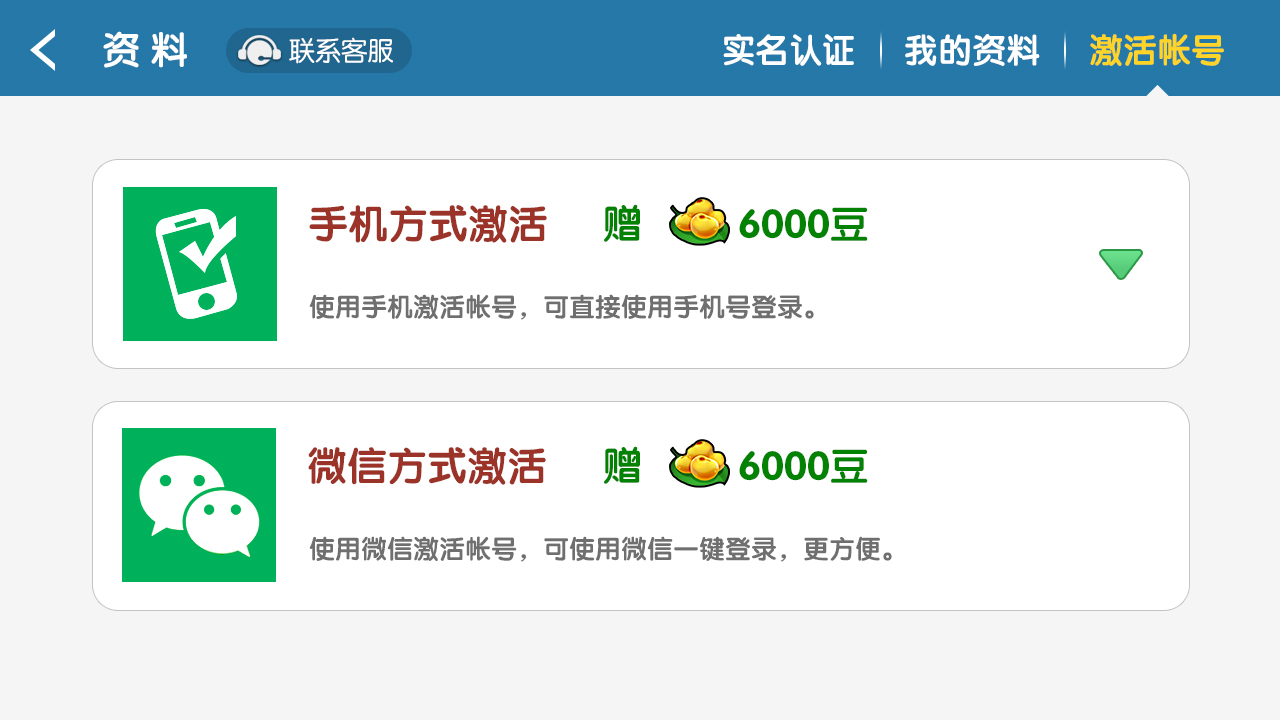 资料 联系客服 实名认证 我的资料 激活帐号
手机方式激活 赠 6000豆
使用手机激活帐号，可直接使用手机号登录。
微信方式激活 赠 6000豆
使用微信激活帐号，可使用微信一键登录，更方便。